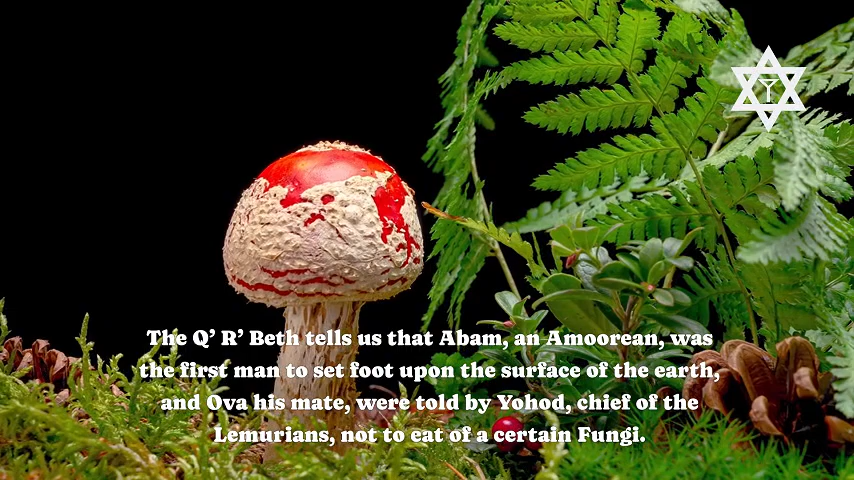 The Q’ R’ Beth tells us that Abam, an Amoorean, was
the first man to set foot upon the surface of the earth,
and Ova his mate, were told by Yohod, chief of the
Lemurians, not to eat of a certain Fungi.